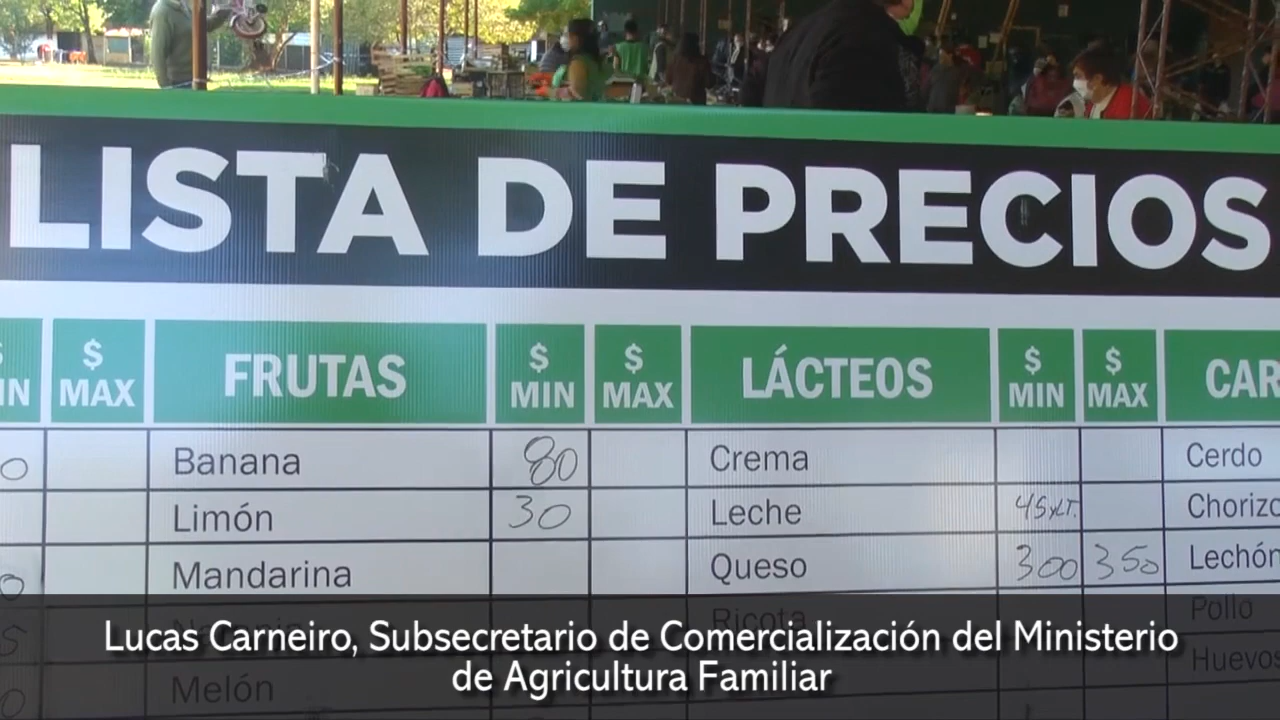 LISTA DE PRECIOS
$ MAX FRUTAS $ MIN $ MAX LÁCTEOS $ MIN $ MAX CAR
Banana 80 Crema Cerdo
Limón 30 Leche 45 x LT. Chorizo
Mandarina Queso 300 350 Lechón
Ricota Pollo
Huevos
Melón
Lucas Carneiro, Subsecretario de Comercialización del Ministerio
de Agricultura Familiar